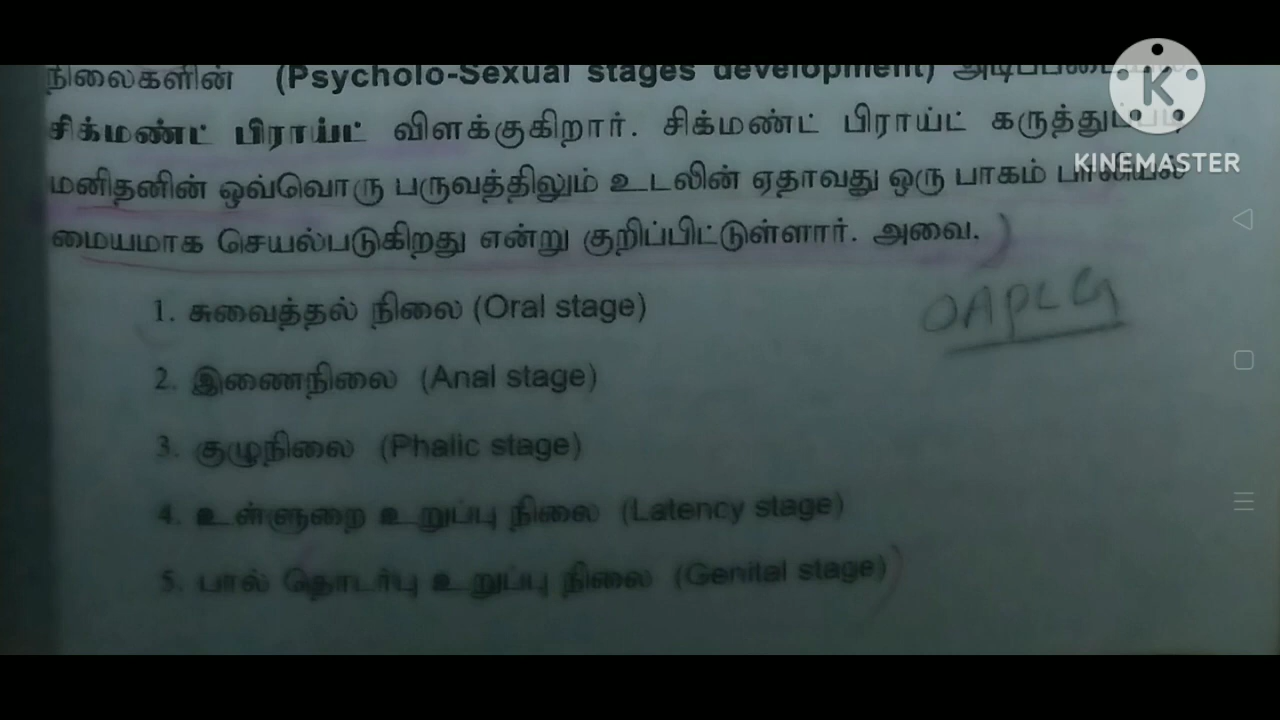 நிலைகளின் (Psycholo-Sexual stages development)
சிக்மண்ட் பிராய்ட் விளக்குகிறார். சிக்மண்ட் பிராய்ட்
மனிதனின் ஒவ்வொரு பருவத்திலும் உடலின் ஏதாவது ஒரு பாகம் பாலியல்
மையமாக செயல்படுகிறது என்று குறிப்பிட்டுள்ளார். அவை.)
1. சுவைத்தல் நிலை (Oral stage)
OAPLG
2. இணைநிலை (Anal stage)
3. குழுநிலை (Phalic stage)
4. உள்ளுறை உறுப்பு நிலை (Latency stage)
5. பால் தொடர்பு உறுப்பு நிலை (Genital stage)
K
KINEMASTER